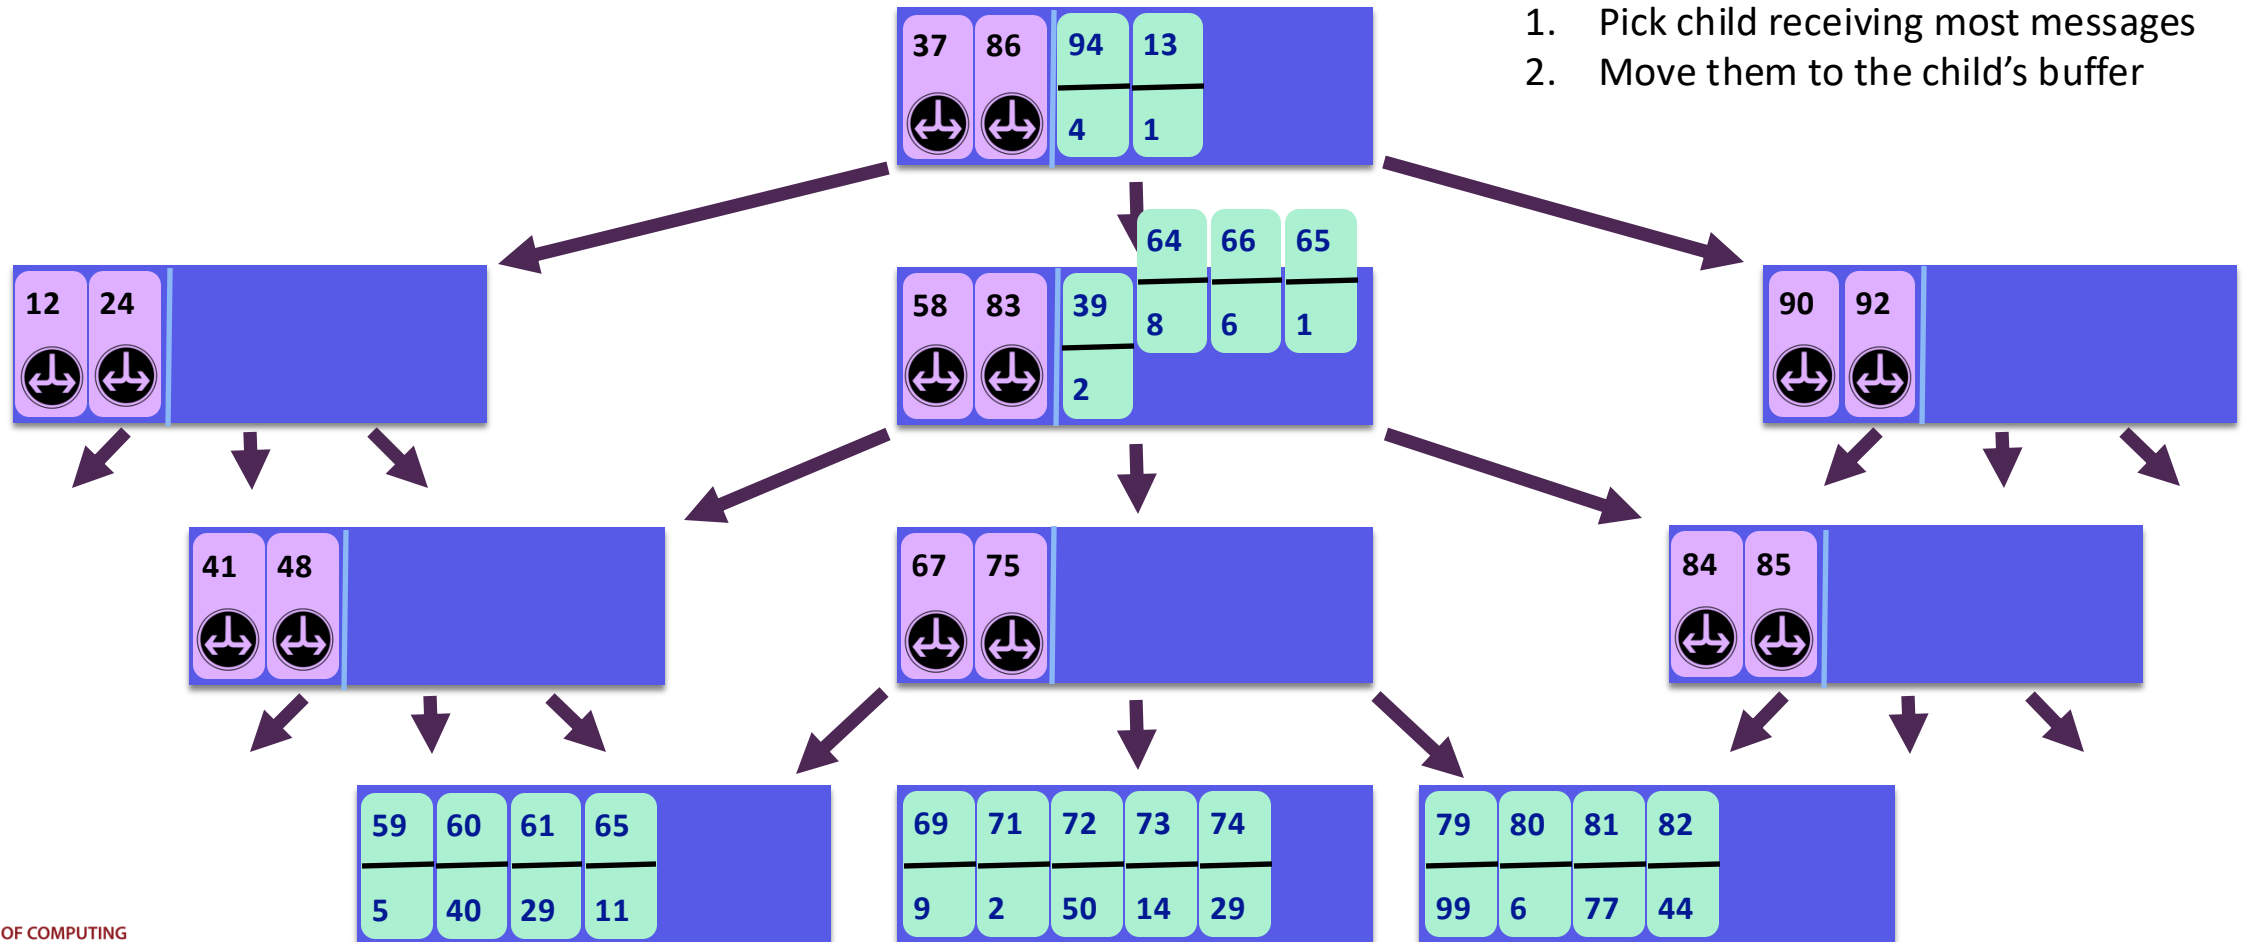 1. Pick child receiving most messages
2. Move them to the child's buffer
37 86 94 13
4 1
64 66 65
8 6 1
12 24
58 83 39
2
90 92
41 48
67 75
84 85
59 60 61 65
5 40 29 11
69 71 72 73 74
9 2 50 14 29
79 80 81 82
99 6 77 44
OF COMPUTING